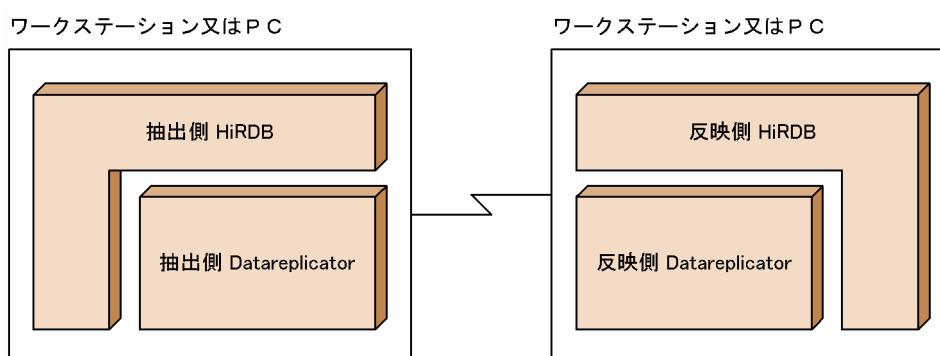 ワークステーション又はＰＣ
ワークステーション又はＰＣ
抽出側 HiRDB
反映側 HiRDB
抽出側 Datareplicator
反映側 Datareplicator